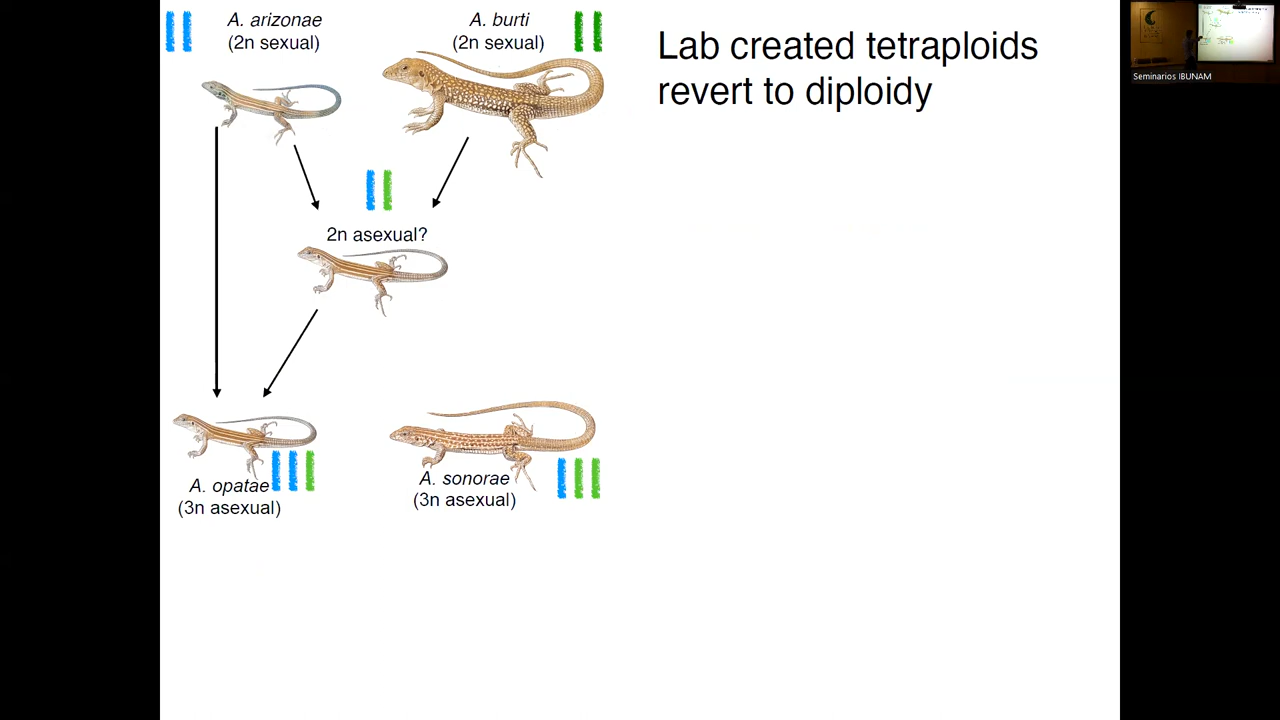 A. arizonae
(2n sexual)
A. burti
(2n sexual)
Lab created tetraploids
revert to diploidy
2n asexual?
A. opatae
(3n asexual)
A. sonorae
(3n asexual)
Seminarios IBUNAM